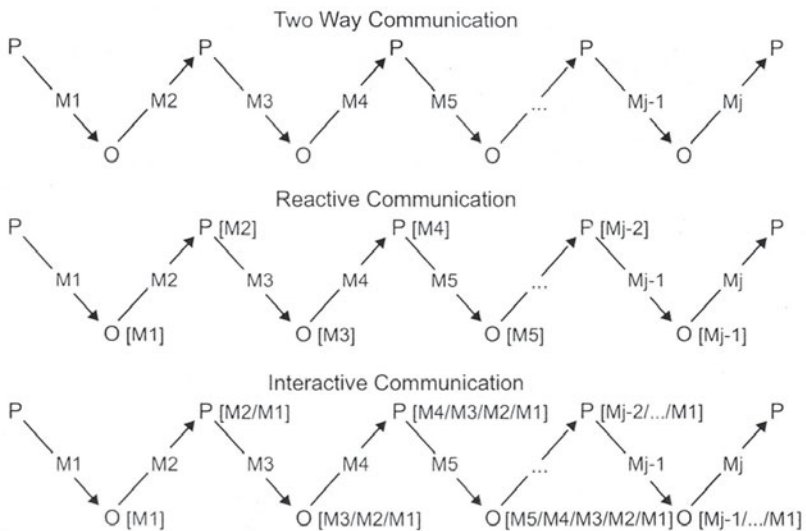 Two Way Communication
P P P P P
M1 M2 M3 M4 M5 ... Mj-1 Mj
O O O O
Reactive Communication
P P [M2] P [M4] P [Mj-2] P
M1 M2 M3 M4 M5 ... Mj-1 Mj
O [M1] O [M3] O [M5] O [Mj-1]
Interactive Communication
P P [M2/M1] P [M4/M3/M2/M1] P [Mj-2/.../M1] P
M1 M2 M3 M4 M5 ... Mj-1 Mj
O [M1] O [M3/M2/M1] O [M5/M4/M3/M2/M1] O [Mj-1/.../M1]